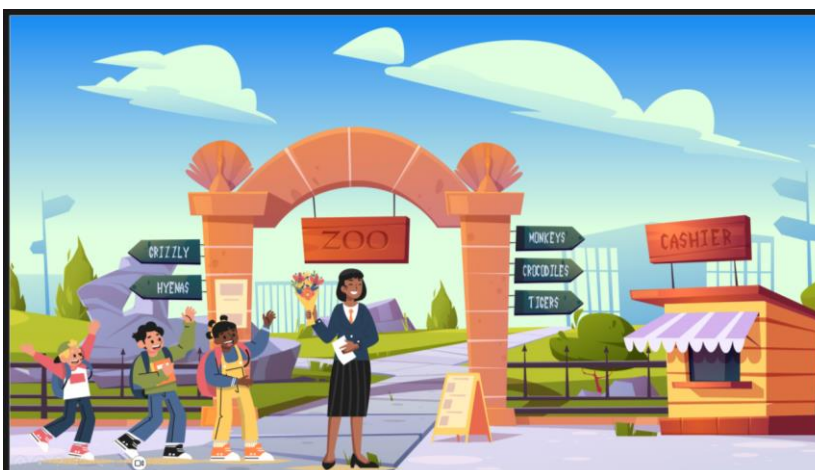 ZOO
GRIZZLY
HYENAS
MONKEYS
CROCODILES
TIGERS
CASHIER